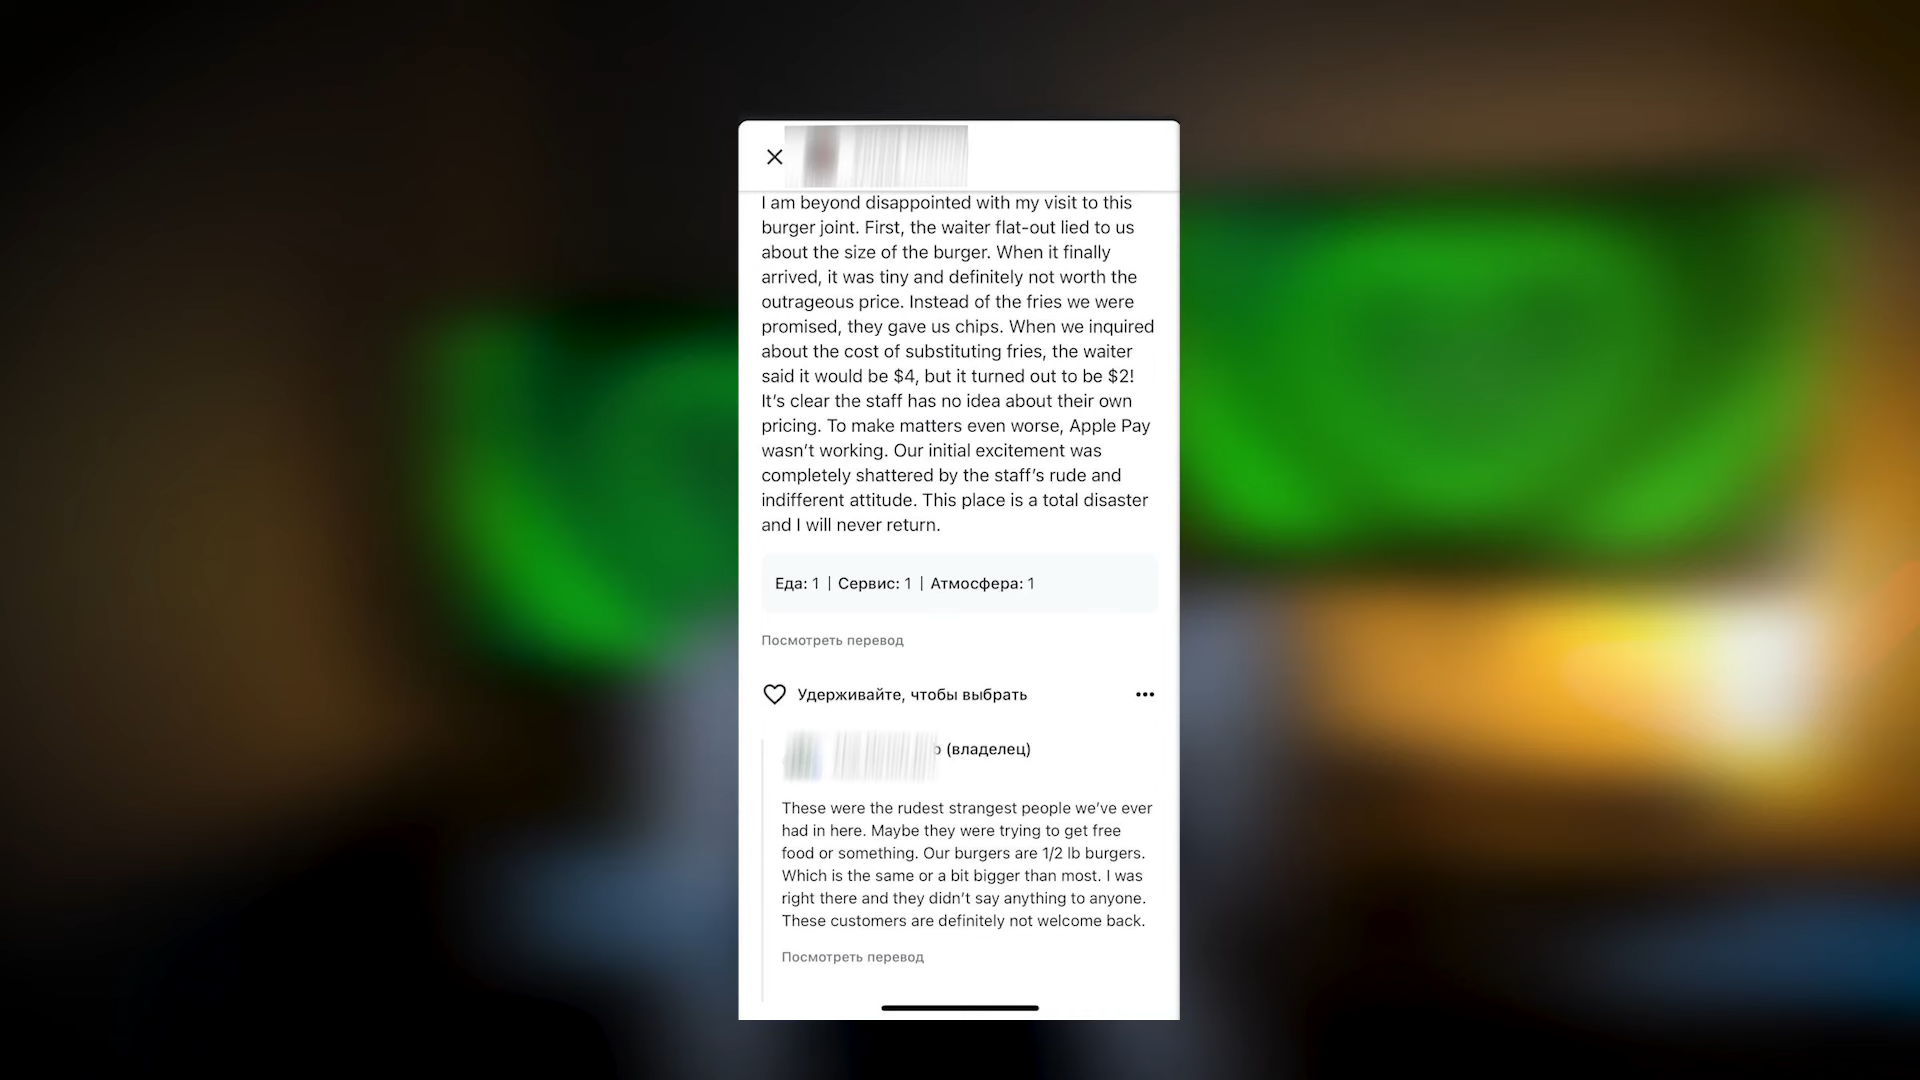 I am beyond disappointed with my visit to this
burger joint. First, the waiter flat-out lied to us
about the size of the burger. When it finally
arrived, it was tiny and definitely not worth the
outrageous price. Instead of the fries we were
promised, they gave us chips. When we inquired
about the cost of substituting fries, the waiter
said it would be $4, but it turned out to be $2!
It’s clear the staff has no idea about their own
pricing. To make matters even worse, Apple Pay
wasn’t working. Our initial excitement was
completely shattered by the staff’s rude and
indifferent attitude. This place is a total disaster
and I will never return.
Еда: 1 | Сервис: 1 | Атмосфера: 1
Посмотреть перевод
Удерживайте, чтобы выбрать
(владелец)
These were the rudest strangest people we’ve ever
had in here. Maybe they were trying to get free
food or something. Our burgers are 1/2 lb burgers.
Which is the same or a bit bigger than most. I was
right there and they didn’t say anything to anyone.
These customers are definitely not welcome back.
Посмотреть перевод